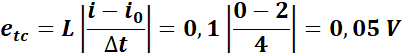 e_tc = L |(i − i_0)/Δt| = 0,1 |(0 − 2)/4| = 0,05 V